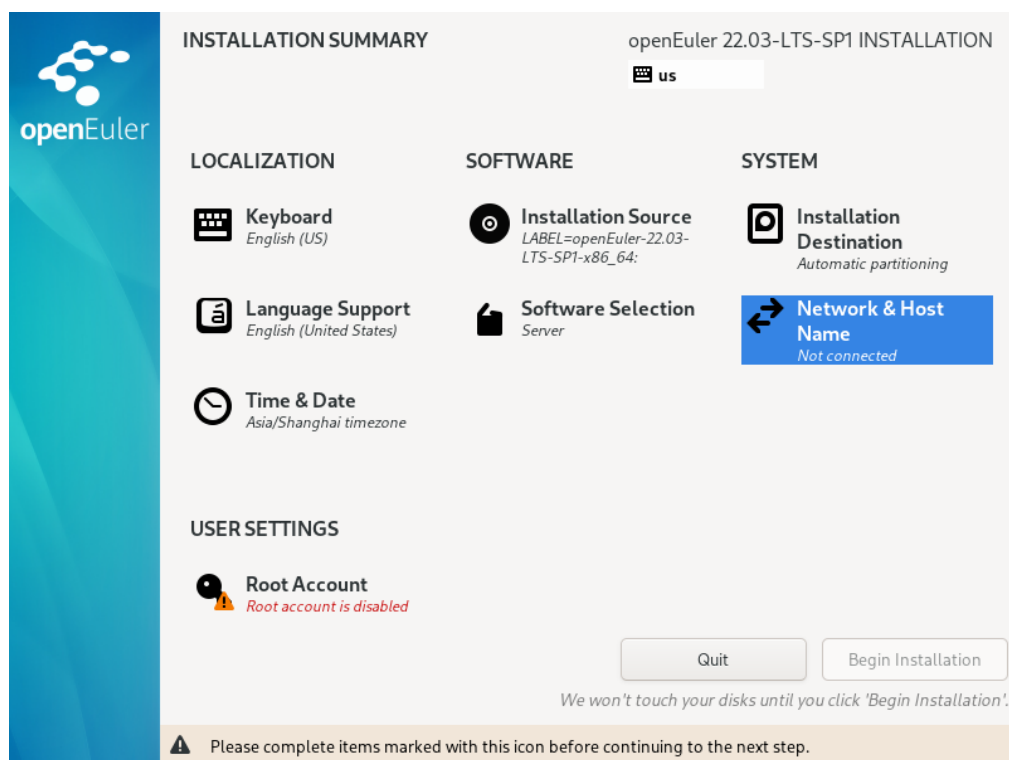 openEuler
INSTALLATION SUMMARY
openEuler 22.03-LTS-SP1 INSTALLATION
us
LOCALIZATION
Keyboard
English (US)
Language Support
English (United States)
Time & Date
Asia/Shanghai timezone
SOFTWARE
Installation Source
LABEL=openEuler-22.03-
LTS-SP1-x86_64:
Software Selection
Server
SYSTEM
Installation
Destination
Automatic partitioning
Network & Host
Name
Not connected
USER SETTINGS
Root Account
Root account is disabled
Quit
Begin Installation
We won't touch your disks until you click 'Begin Installation'.
Please complete items marked with this icon before continuing to the next step.